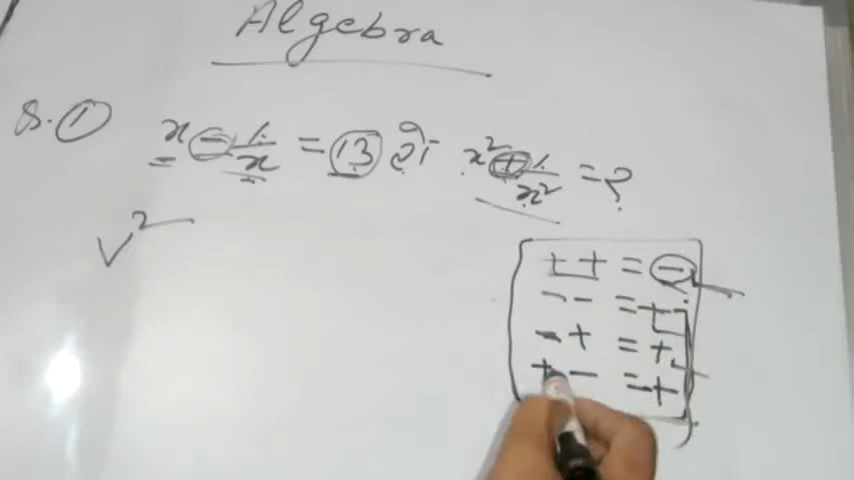 Algebra
Q. ① x - 1/x = 13 तो x² + 1/x² = ?
√2
+ + = -
- - = +
- + = +
+ - = +